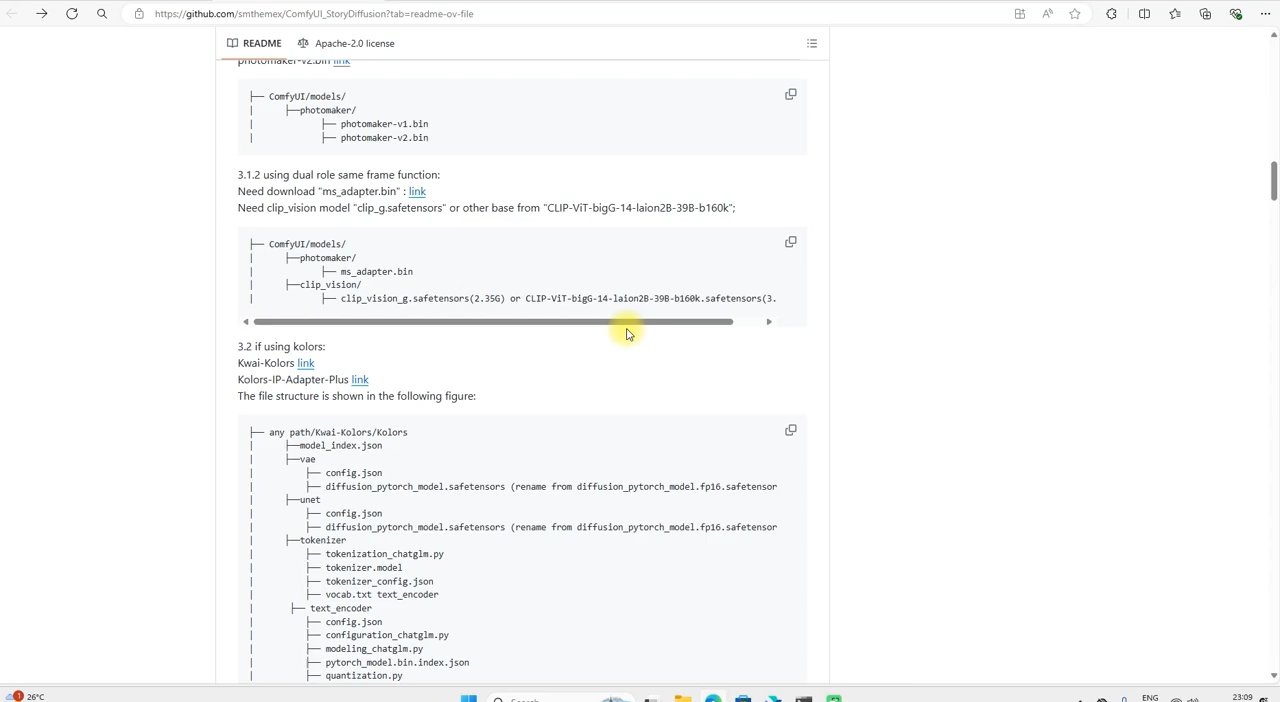 https://github.com/smthemex/ComfyUI_StoryDiffusion?tab=readme-ov-file
README
Apache-2.0 license
photomaker-v2.bin link
├── ComfyUI/models/
| ├──photomaker/
| ├── photomaker-v1.bin
| ├── photomaker-v2.bin
3.1.2 using dual role same frame function:
Need download "ms_adapter.bin" : link
Need clip_vision model "clip_g.safetensors" or other base from "CLIP-ViT-bigG-14-laion2B-39B-b160k";
├── ComfyUI/models/
| ├──photomaker/
| ├── ms_adapter.bin
| ├──clip_vision/
| ├── clip_vision_g.safetensors(2.35G) or CLIP-ViT-bigG-14-laion2B-39B-b160k.safetensors(3.
3.2 if using kolors:
Kwai-Kolors link
Kolors-IP-Adapter-Plus link
The file structure is shown in the following figure:
├── any path/Kwai-Kolors/Kolors
| ├──model_index.json
| ├──vae
| ├── config.json
| ├── diffusion_pytorch_model.safetensors (rename from diffusion_pytorch_model.fp16.safetensor
| ├──unet
| ├── config.json
| ├── diffusion_pytorch_model.safetensors (rename from diffusion_pytorch_model.fp16.safetensor
| ├──tokenizer
| ├── tokenization_chatglm.py
| ├── tokenizer.model
| ├── tokenizer_config.json
| ├── vocab.txt text_encoder
| ├── text_encoder
| ├── config.json
| ├── configuration_chatglm.py
| ├── modeling_chatglm.py
| ├── pytorch_model.bin.index.json
| ├── quantization.py
1
26°C
Search
ENG
23:09